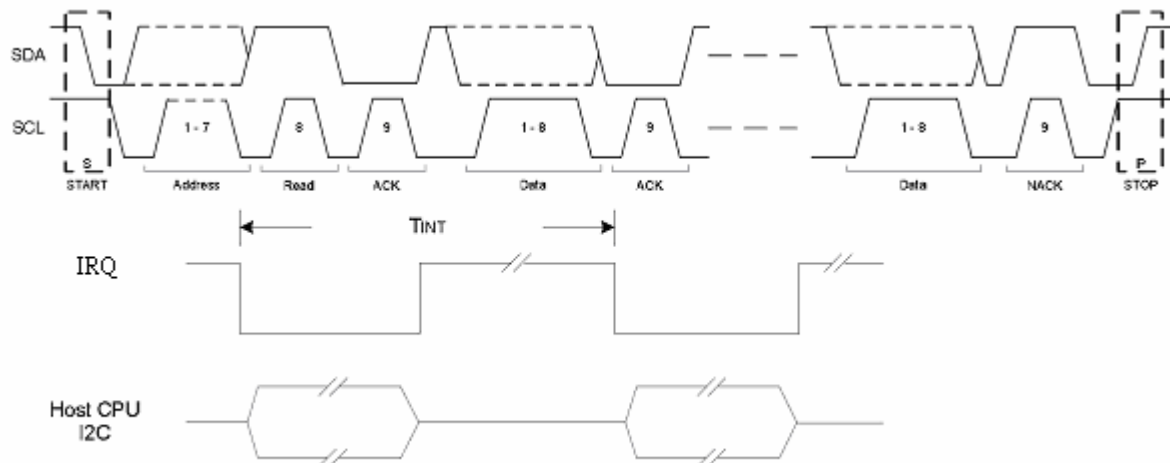 SDA
SCL
1 - 7
8
9
1 - 8
9
1 - 8
9
S
P
START
Address
Read
ACK
Data
ACK
Data
NACK
STOP
TINT
IRQ
Host CPU
I2C